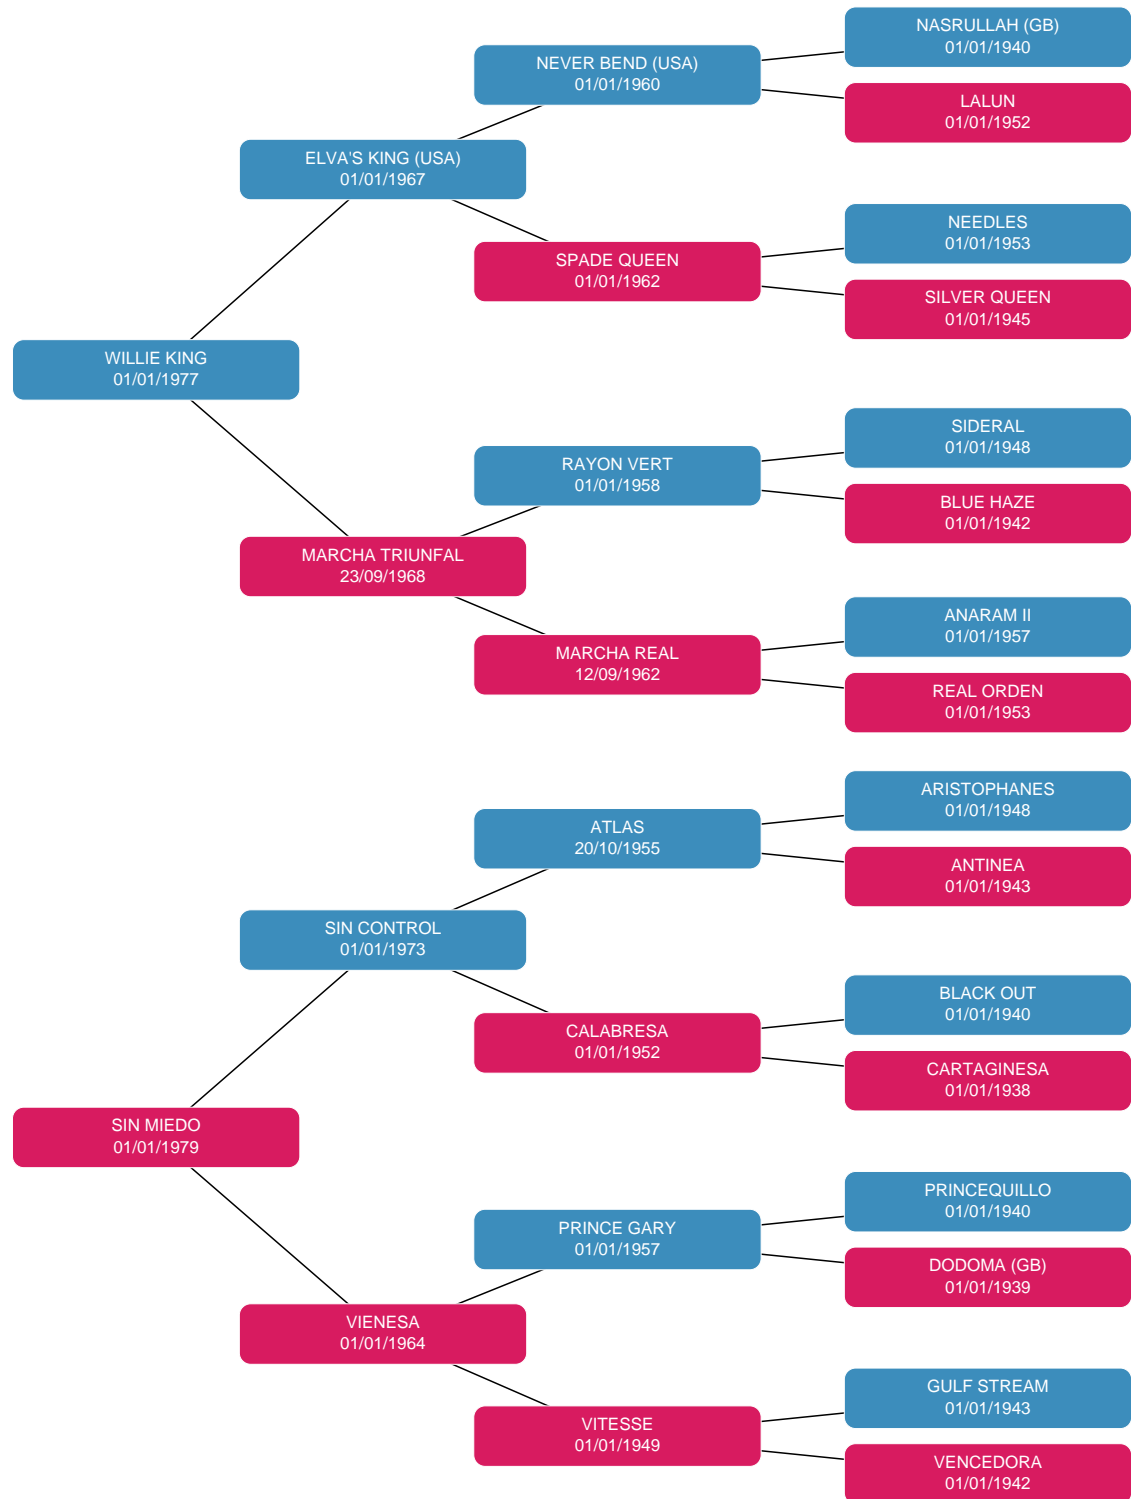 NASRULLAH (GB)
01/01/1940
NEVER BEND (USA)
01/01/1960
LALUN
01/01/1952
ELVA'S KING (USA)
01/01/1967
NEEDLES
01/01/1953
SPADE QUEEN
01/01/1962
SILVER QUEEN
01/01/1945
WILLIE KING
01/01/1977
SIDERAL
01/01/1948
RAYON VERT
01/01/1958
BLUE HAZE
01/01/1942
MARCHA TRIUNFAL
23/09/1968
ANARAM II
01/01/1957
MARCHA REAL
12/09/1962
REAL ORDEN
01/01/1953
ARISTOPHANES
01/01/1948
ATLAS
20/10/1955
ANTINEA
01/01/1943
SIN CONTROL
01/01/1973
BLACK OUT
01/01/1940
CALABRESA
01/01/1952
CARTAGINESA
01/01/1938
SIN MIEDO
01/01/1979
PRINCEQUILLO
01/01/1940
PRINCE GARY
01/01/1957
DODOMA (GB)
01/01/1939
VIENESA
01/01/1964
GULF STREAM
01/01/1943
VITESSE
01/01/1949
VENCEDORA
01/01/1942